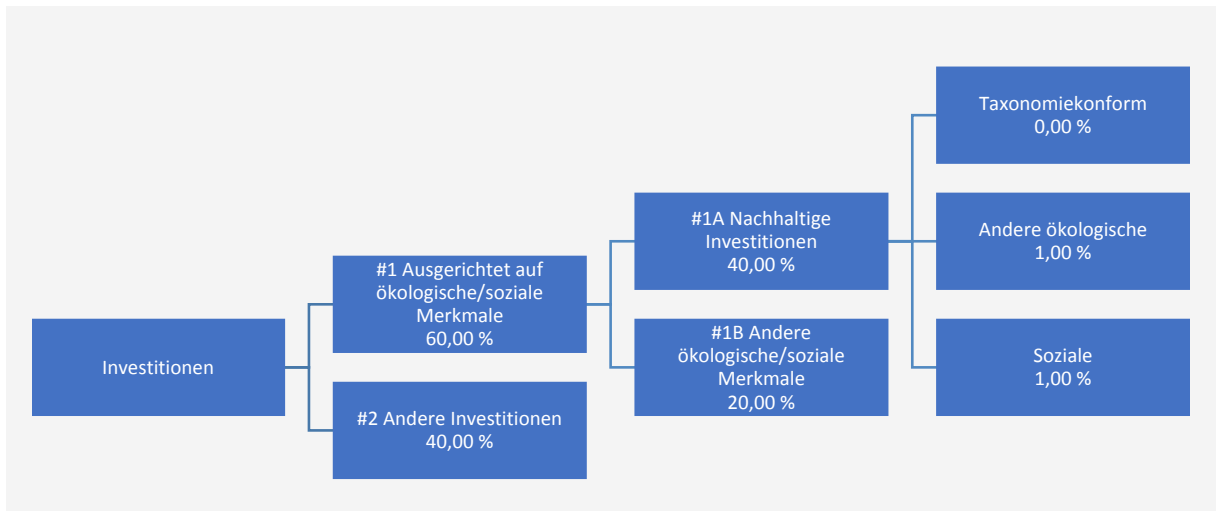 Investitionen
#1 Ausgerichtet auf
ökologische/soziale
Merkmale
60,00 %
#2 Andere Investitionen
40,00 %
#1A Nachhaltige
Investitionen
40,00 %
#1B Andere
ökologische/soziale
Merkmale
20,00 %
Taxonomiekonform
0,00 %
Andere ökologische
1,00 %
Soziale
1,00 %